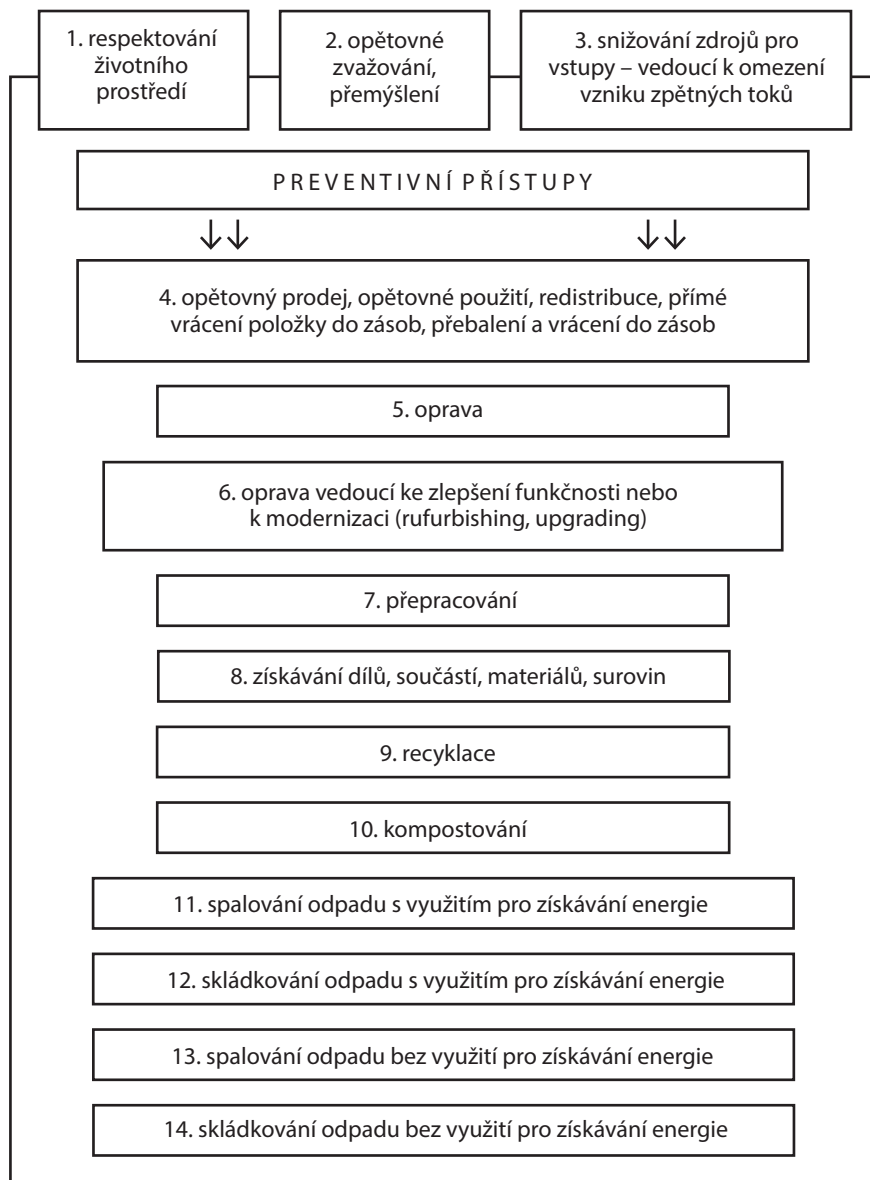 1. respektování
životního
prostředí
2. opětovné
zvažování,
přemýšlení
3. snižování zdrojů pro
vstupy – vedoucí k omezení
vzniku zpětných toků
PREVENTIVNÍ PŘÍSTUPY
4. opětovný prodej, opětovné použití, redistribuce, přímé
vrácení položky do zásob, přebalení a vrácení do zásob
5. oprava
6. oprava vedoucí ke zlepšení funkčnosti nebo
k modernizaci (rufurbishing, upgrading)
7. přepracování
8. získávání dílů, součástí, materiálů, surovin
9. recyklace
10. kompostování
11. spalování odpadu s využitím pro získávání energie
12. skládkování odpadu s využitím pro získávání energie
13. spalování odpadu bez využití pro získávání energie
14. skládkování odpadu bez využití pro získávání energie